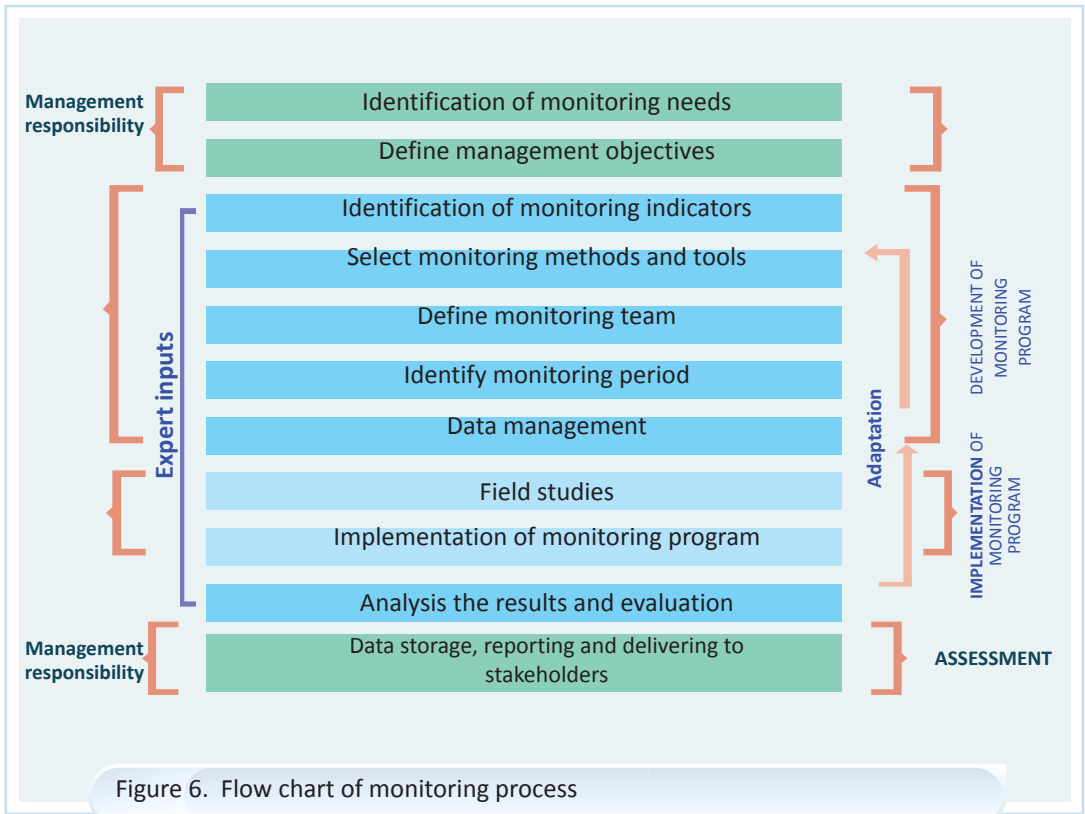 Management
responsibility
Identification of monitoring needs
Define management objectives
Identification of monitoring indicators
Select monitoring methods and tools
Define monitoring team
Identify monitoring period
Data management
Field studies
Implementation of monitoring program
Analysis the results and evaluation
Data storage, reporting and delivering to
stakeholders
Expert inputs
Adaptation
DEVELOPMENT OF
MONITORING
PROGRAM
IMPLEMENTATION OF
MONITORING
PROGRAM
Management
responsibility
ASSESSMENT
Figure 6. Flow chart of monitoring process